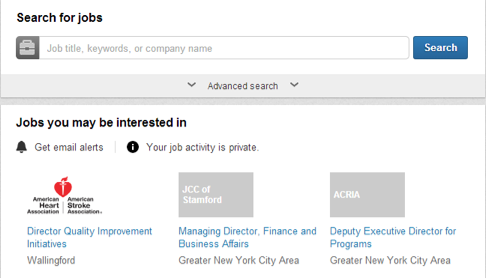 Search for jobs
Job title, keywords, or company name
Search
Advanced search
Jobs you may be interested in
Get email alerts
Your job activity is private.
American Heart Association
American Stroke Association®
JCC of
Stamford
ACRIA
Director Quality Improvement
Initiatives
Wallingford
Managing Director, Finance and
Business Affairs
Greater New York City Area
Deputy Executive Director for
Programs
Greater New York City Area